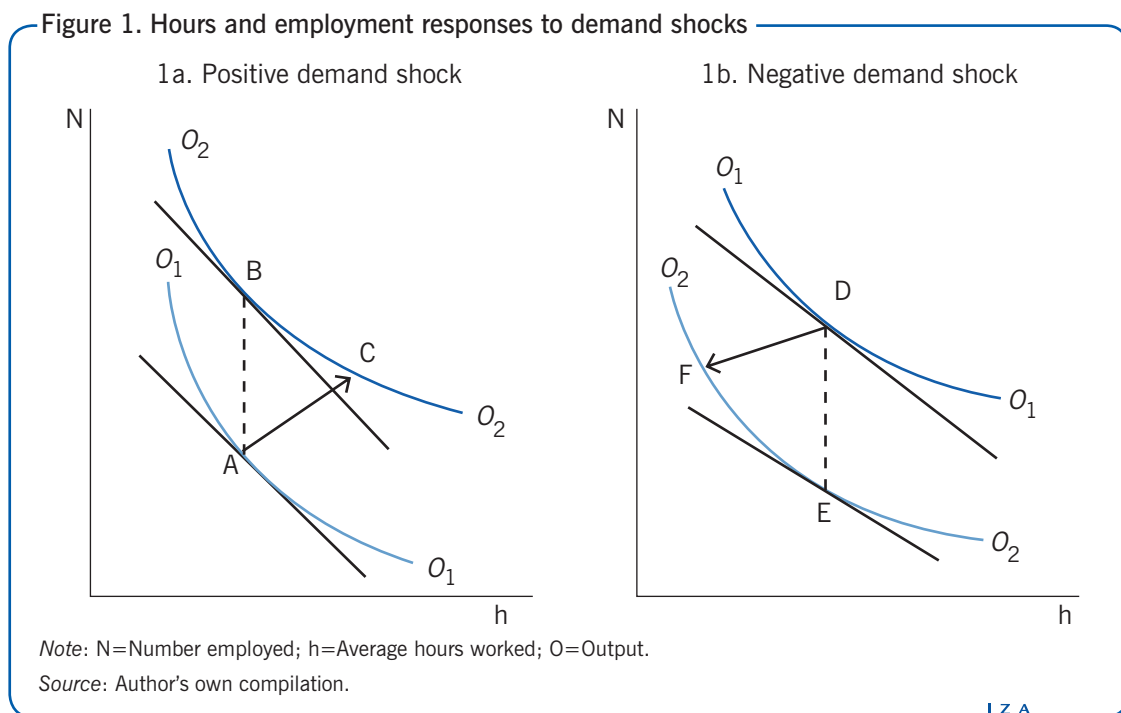 Figure 1. Hours and employment responses to demand shocks
1a. Positive demand shock
N
O₂
O₁
B
C
A
O₂
O₁
h
1b. Negative demand shock
N
O₁
O₂
D
F
O₁
E
O₂
h
Note: N=Number employed; h=Average hours worked; O=Output.
Source: Author's own compilation.
I Z A